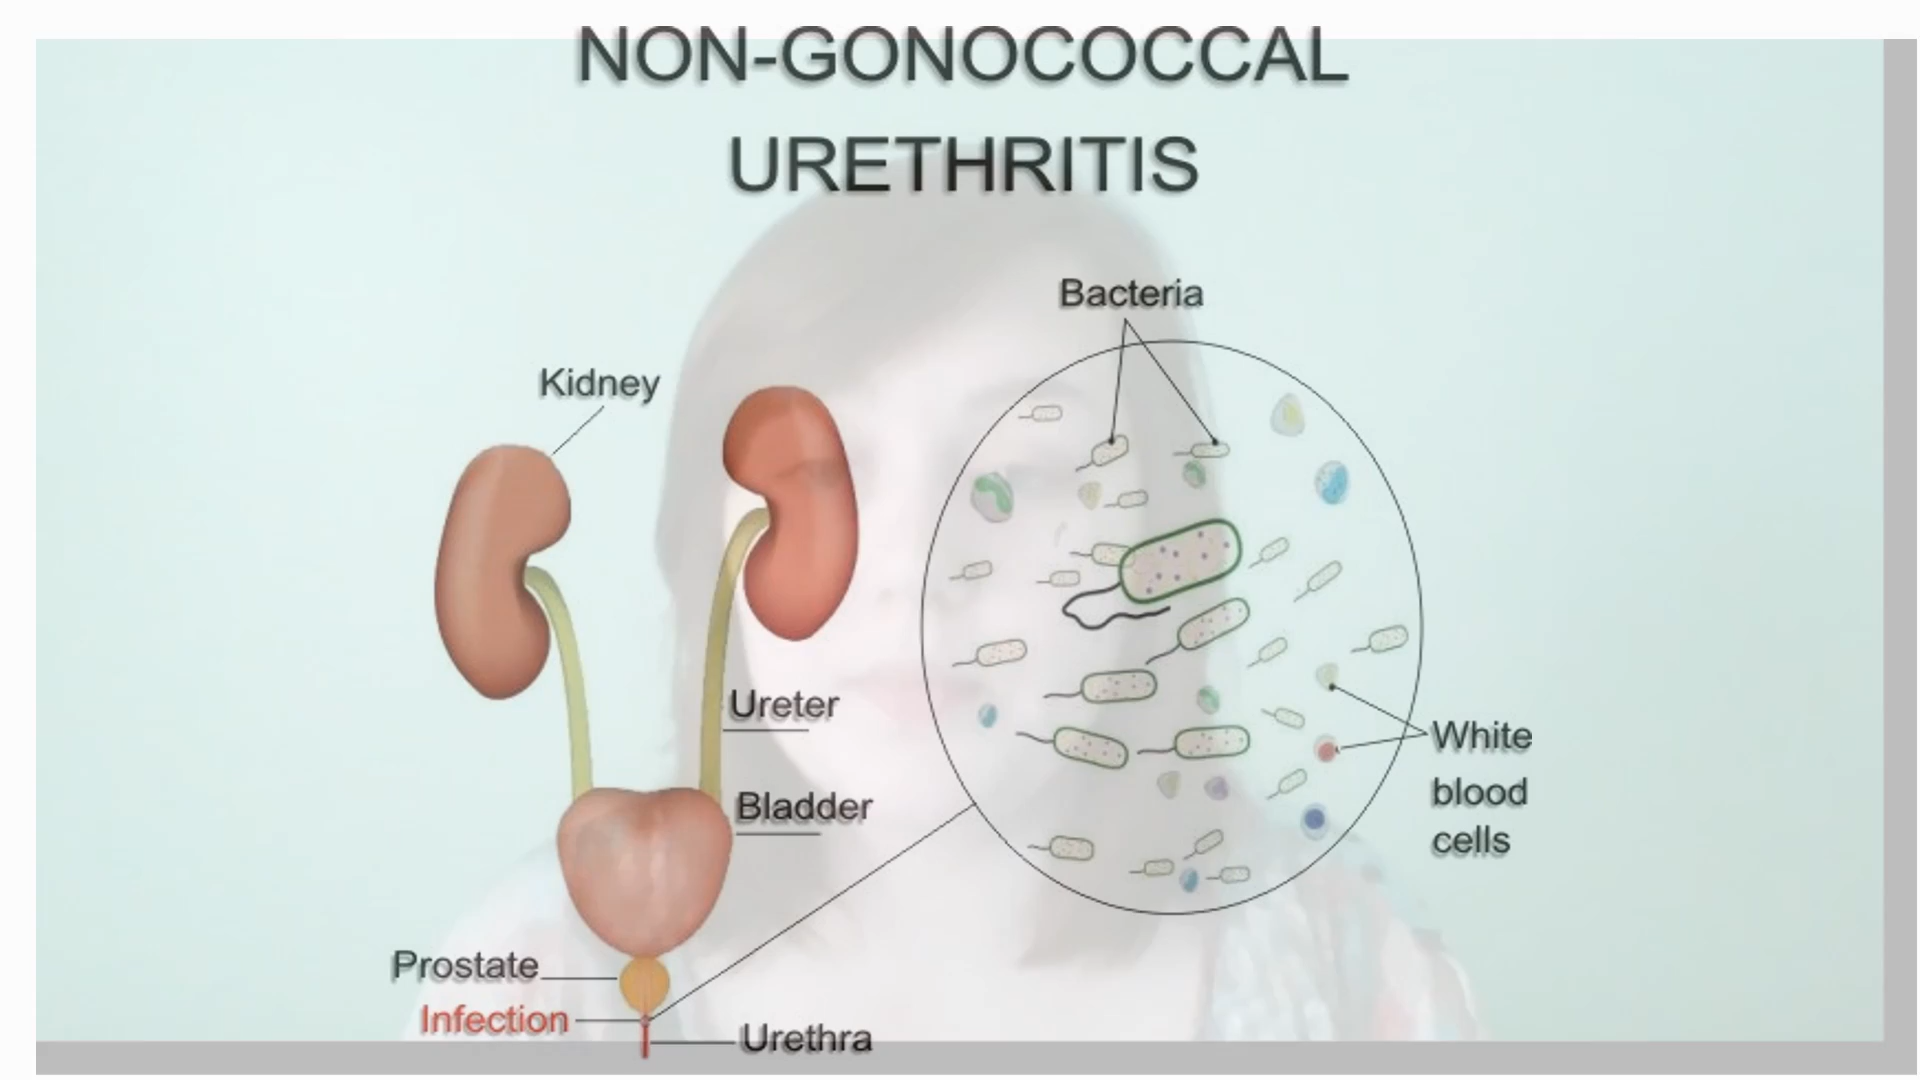 NON-GONOCOCCAL
URETHRITIS
Bacteria
Kidney
Ureter
White
blood
cells
Bladder
Prostate
Infection
Urethra